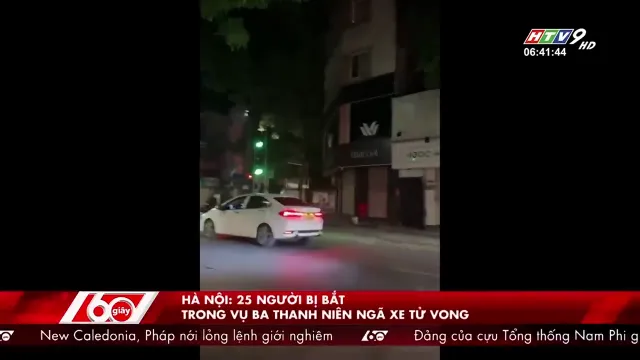 HTV9 HD
06:41:44
60 giây
HÀ NỘI: 25 NGƯỜI BỊ BẮT
TRONG VỤ BA THANH NIÊN NGÃ XE TỬ VONG
New Caledonia, Pháp nới lỏng lệnh giới nghiêm
60
Đảng của cựu Tổng thống Nam Phi g